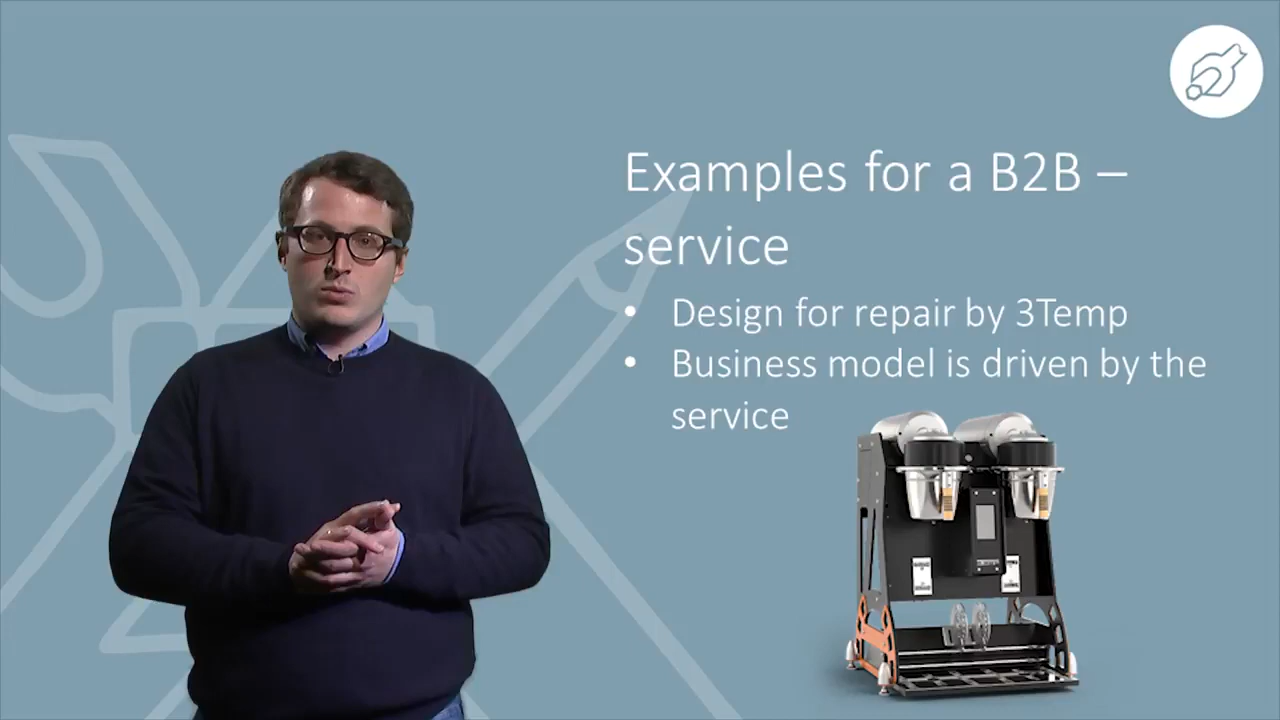 Examples for a B2B –
service
• Design for repair by 3Temp
• Business model is driven by the
service